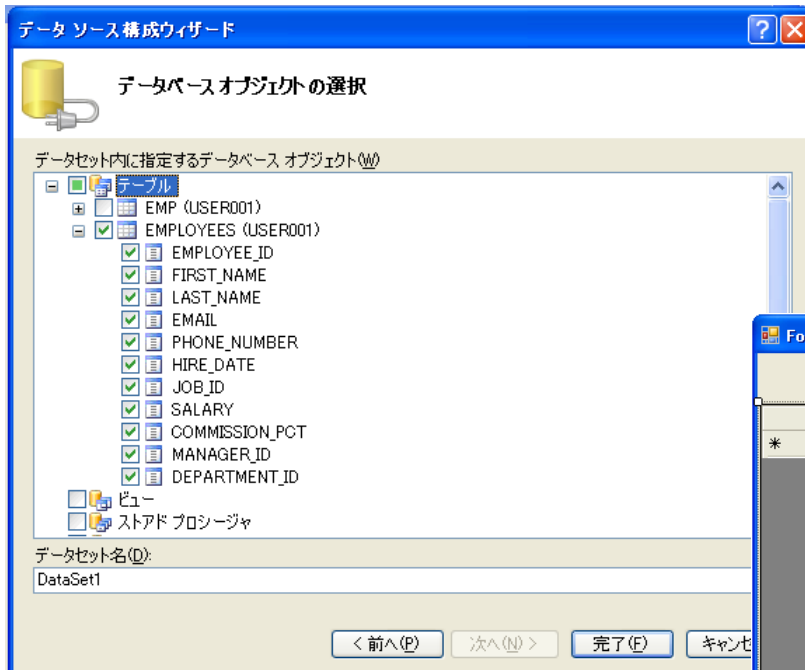 データ ソース構成ウィザード
データベース オブジェクトの選択
データセット内に指定するデータベース オブジェクト(W)
テーブル
EMP (USER001)
EMPLOYEES (USER001)
EMPLOYEE_ID
FIRST_NAME
LAST_NAME
EMAIL
PHONE_NUMBER
HIRE_DATE
JOB_ID
SALARY
COMMISSION_PCT
MANAGER_ID
DEPARTMENT_ID
ビュー
ストアド プロシージャ
Fo
データセット名(D):
DataSet1
< 前へ(P) 次へ(N) > 完了(F) キャンセ